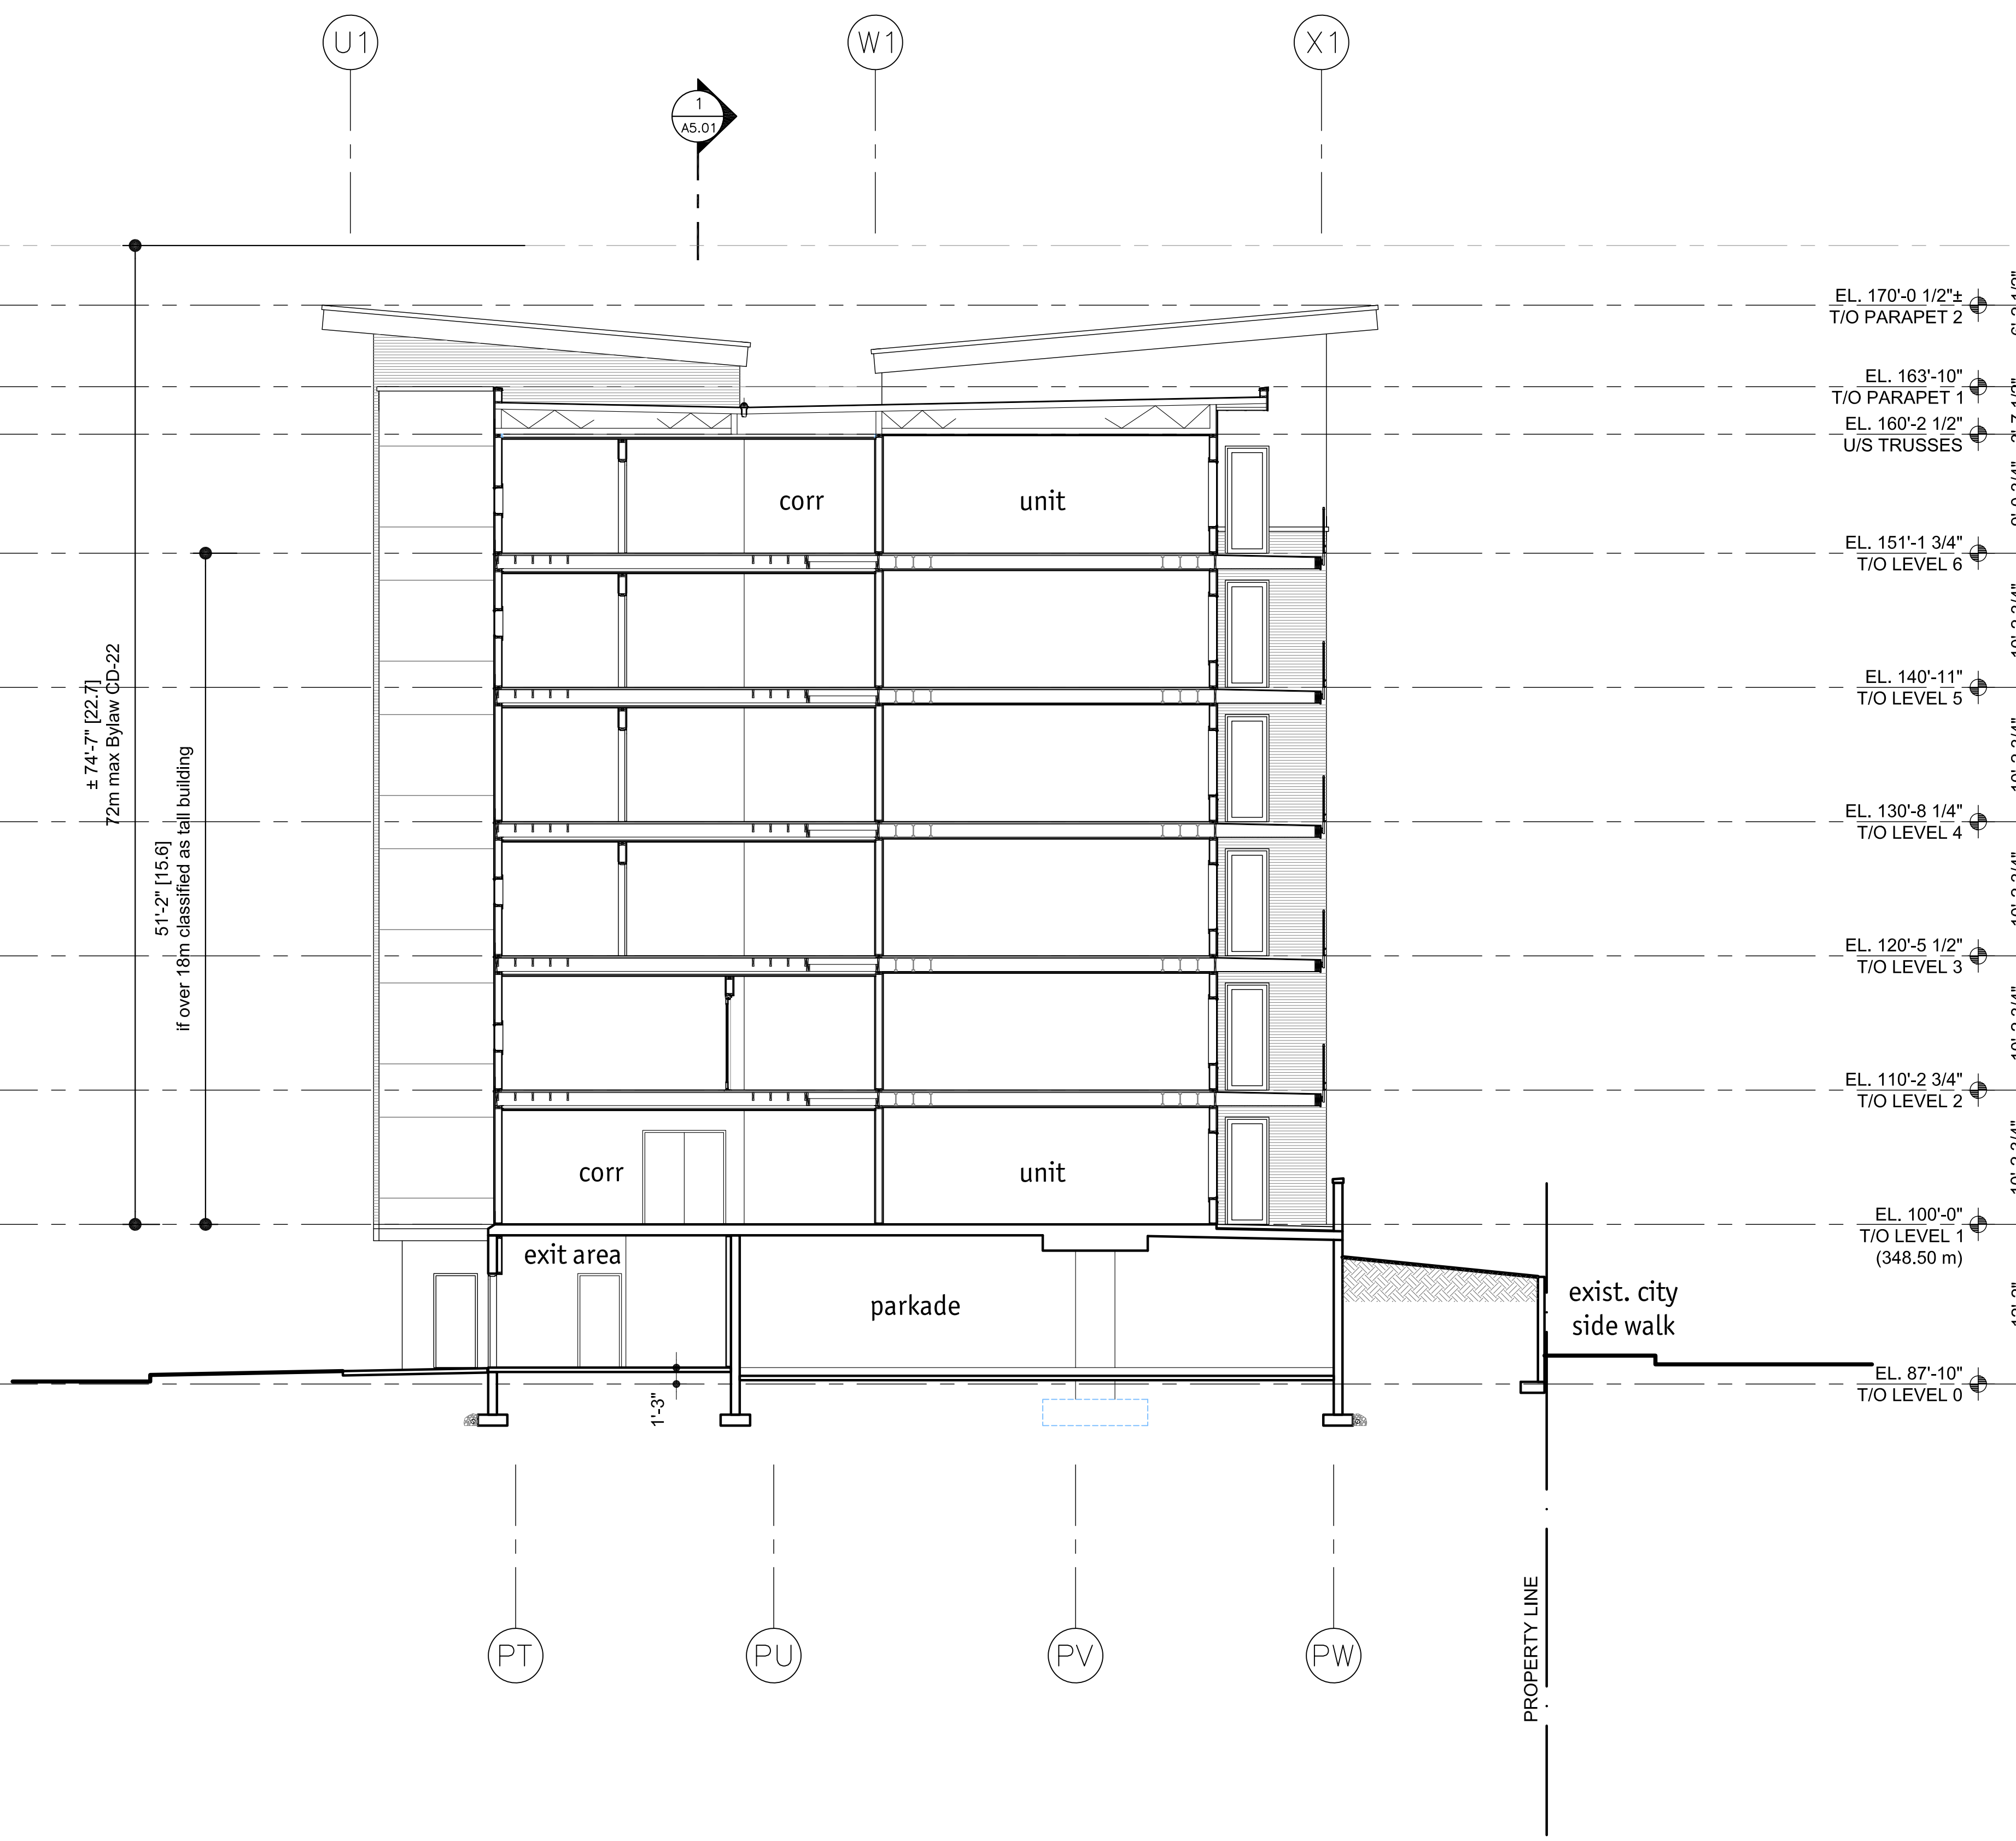 U1
W1
X1
1
A5.01
EL. 170'-0 1/2"±
T/O PARAPET 2
EL. 163'-10"
T/O PARAPET 1
EL. 160'-2 1/2"
U/S TRUSSES
corr
unit
EL. 151'-1 3/4"
T/O LEVEL 6
± 74'-7" [22.7]
72m max Bylaw CD-22
51'-2" [15.6]
if over 18m classified as tall building
EL. 140'-11"
T/O LEVEL 5
EL. 130'-8 1/4"
T/O LEVEL 4
EL. 120'-5 1/2"
T/O LEVEL 3
EL. 110'-2 3/4"
T/O LEVEL 2
corr
unit
EL. 100'-0"
T/O LEVEL 1
(348.50 m)
exit area
parkade
exist. city
side walk
EL. 87'-10"
T/O LEVEL 0
1'-3"
PROPERTY LINE
PT
PU
PV
PW